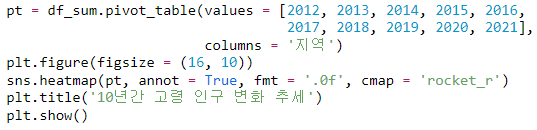 pt = df_sum.pivot_table(values = [2012, 2013, 2014, 2015, 2016,
2017, 2018, 2019, 2020, 2021],
columns = '지역')
plt.figure(figsize = (16, 10))
sns.heatmap(pt, annot = True, fmt = '.0f', cmap = 'rocket_r')
plt.title('10년간 고령 인구 변화 추세')
plt.show()